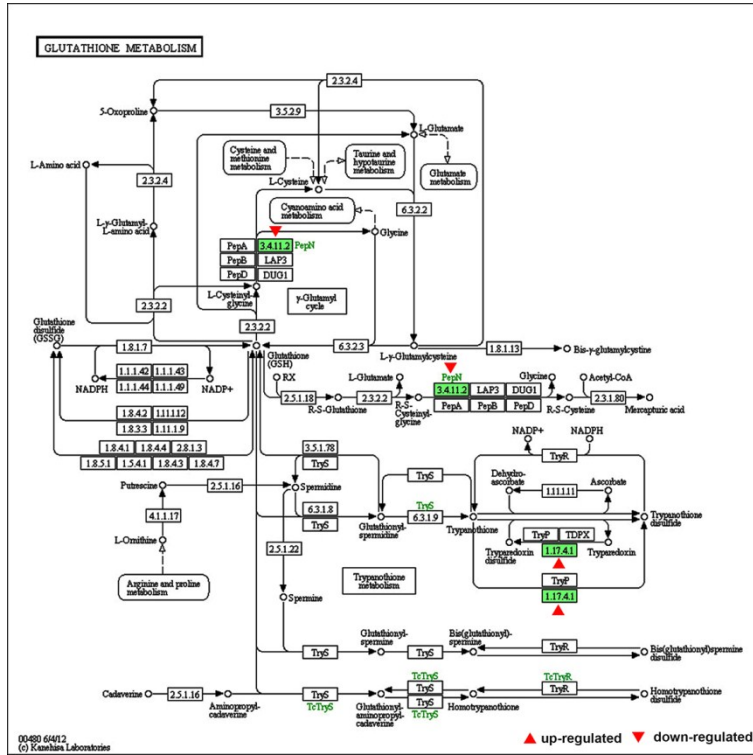 GLUTATHIONE METABOLISM
2.3.2.4
5-Oxoproline
3.5.2.9
L-Glutamate
Cysteine and
methionine
metabolism
Taurine and
hypotaurine
metabolism
L-Amino acid
Glutamate
metabolism
2.3.2.4
L-Cysteine
6.3.2.2
Cyanoamino acid
metabolism
L-γ-Glutamyl-
L-amino acid
Glycine
PepA 3.4.11.2 PepN
PepB LAP3
PepD DUG1
L-Cysteinyl-
glycine
γ-Glutamyl
cycle
2.3.2.2
2.3.2.2
Glutathione
disulfide
(GSSG)
1.8.1.7
6.3.2.3
L-γ-Glutamylcysteine
1.8.1.13
Bis-γ-glutamylcystine
Glutathione
(GSH)
NADPH
1.1.1.42 1.1.1.43
1.1.1.44 1.1.1.49
NADP+
RX
L-Glutamate
PepN
Glycine
Acetyl-CoA
2.5.1.18
R-S-Glutathione
2.3.2.2
R-S-
Cysteinyl-
glycine
3.4.11.2 LAP3 DUG1
PepA PepB PepD
R-S-Cysteine
2.3.1.80
Mercapturic acid
1.8.4.2 1.11.1.12
1.8.3.3 1.11.1.9
1.8.4.1 1.8.4.4 2.8.1.3
1.8.5.1 1.5.4.1 1.8.4.3 1.8.4.7
3.5.1.78
TryS
NADP+
NADPH
TryR
TryS
Dehydro-
ascorbate
Ascorbate
1.11.1.11
Putrescine
2.5.1.16
Spermidine
6.3.1.8
TryS
Glutathionyl-
spermidine
TryS
6.3.1.9
Trypanothione
Trypanothione
disulfide
4.1.1.17
TryP TDPX
1.17.4.1
Tryparedoxin
disulfide
Tryparedoxin
L-Ornithine
2.5.1.22
Arginine and proline
metabolism
Trypanothione
metabolism
TryP
1.17.4.1
Spermine
TryS
Glutathionyl-
spermine
TryS
Bis(glutathionyl)-
spermine
TryR
Bis(glutathionyl)spermine
disulfide
Cadaverine
2.5.1.16
Aminopropyl-
cadaverine
TryS
TcTryS
Glutathionyl-
aminopropyl-
cadaverine
TcTryS
TryS
TryS
TcTryS
Homotrypanothione
TcTryR
TryR
Homotrypanothione
disulfide
00480 6/4/12
(c) Kanehisa Laboratories
up-regulated
down-regulated